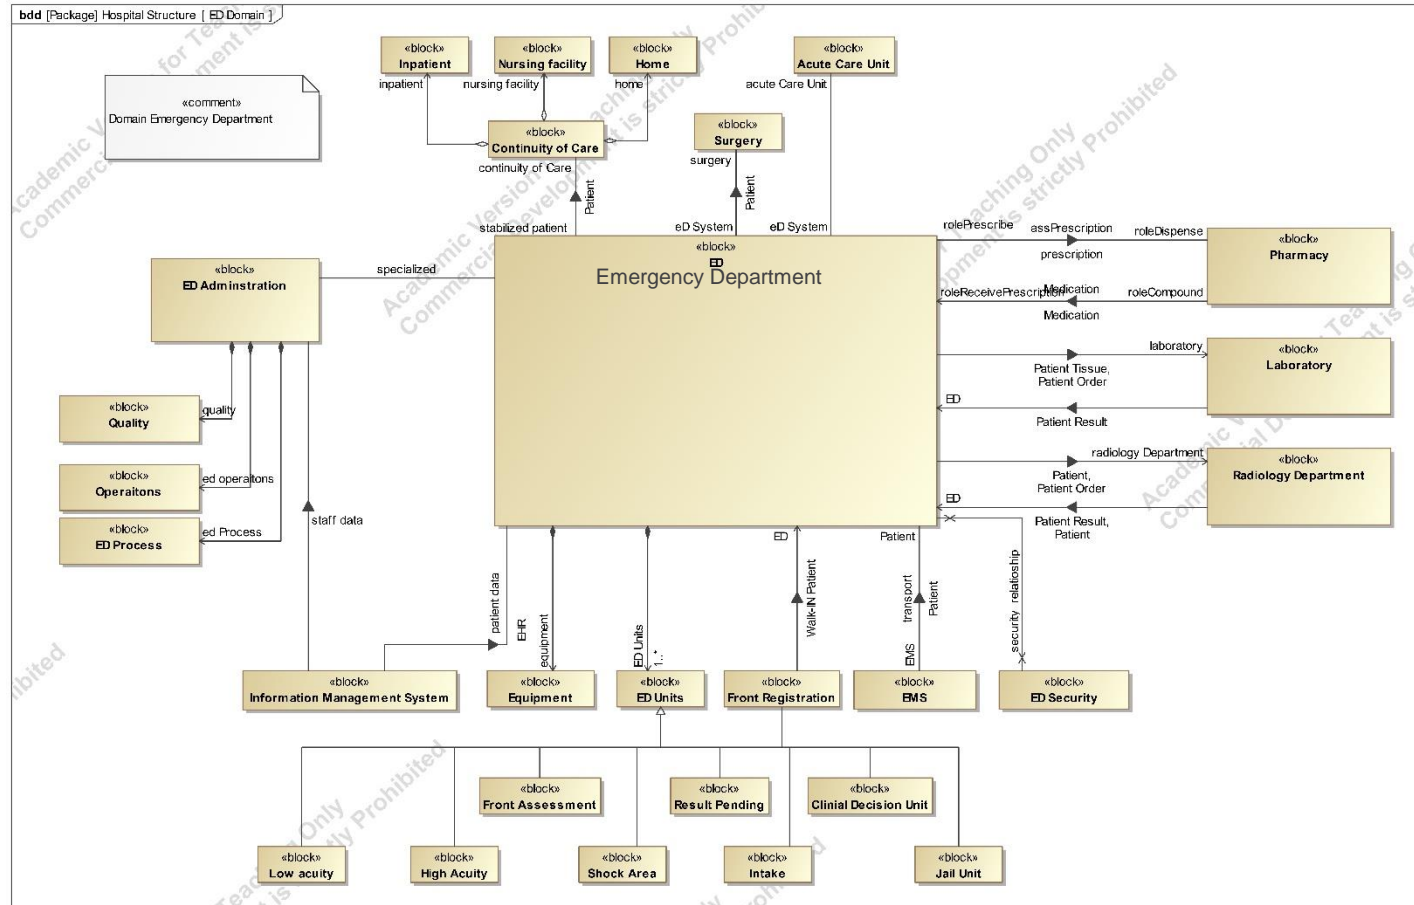 bdd [Package] Hospital Structure [ ED Domain ]
«comment»
Domain Emergency Department
«block»
Inpatient
inpatient
«block»
Nursing facility
nursing facility
«block»
Home
home
«block»
Acute Care Unit
acute Care Unit
«block»
Continuity of Care
continuity of Care
«block»
Surgery
surgery
Patient
Patient
stabilized patient
eD System
eD System
«block»
ED
Emergency Department
«block»
ED Adminstration
specialized
rolePrescribe
assPrescription
prescription
roleDispense
«block»
Pharmacy
roleReceivePrescription
Medication
Medication
roleCompound
laboratory
Patient Tissue,
Patient Order
«block»
Laboratory
ED
Patient Result
radiology Department
Patient,
Patient Order
«block»
Radiology Department
ED
Patient Result,
Patient
«block»
Quality
quality
«block»
Operaitons
ed operaitons
«block»
ED Process
ed Process
staff data
patient data
EHR
equipment
ED Units
1..*
ED
Walk-IN Patient
Patient
transport
Patient
EMS
security relatioship
«block»
Information Management System
«block»
Equipment
«block»
ED Units
«block»
Front Registration
«block»
EMS
«block»
ED Security
«block»
Front Assessment
«block»
Result Pending
«block»
Clinial Decision Unit
«block»
Low acuity
«block»
High Acuity
«block»
Shock Area
«block»
Intake
«block»
Jail Unit